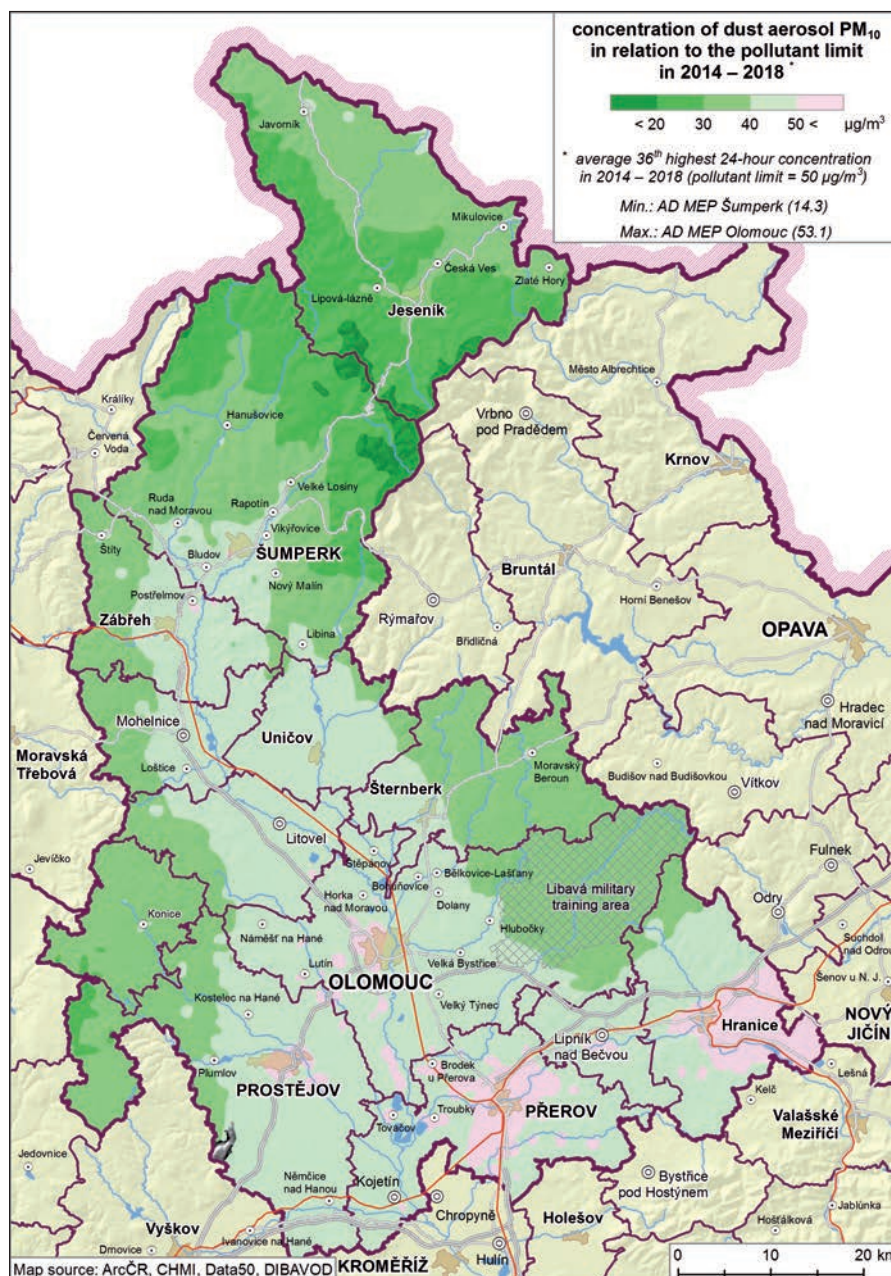 concentration of dust aerosol PM₁₀
in relation to the pollutant limit
in 2014 – 2018 *
< 20 30 40 50 < µg/m³
* average 36th highest 24-hour concentration
in 2014 – 2018 (pollutant limit = 50 µg/m³)
Min.: AD MEP Šumperk (14.3)
Max.: AD MEP Olomouc (53.1)
Javorník
Mikulovice
Česká Ves
Zlaté Hory
Lipová-lázně
Jeseník
Město Albrechtice
Králíky
Hanušovice
Vrbno
pod Pradědem
Červená
Voda
Krnov
Velké Losiny
Ruda
nad Moravou
Rapotín
Vikýřovice
Štíty
Bludov
ŠUMPERK
Nový Malín
Bruntál
Postřelmov
Horní Benešov
Rýmařov
Zábřeh
Libina
Břidličná
OPAVA
Hradec
nad Moravicí
Mohelnice
Uničov
Moravská
Třebová
Loštice
Moravský
Beroun
Budišov nad Budišovkou
Vítkov
Šternberk
Litovel
Jevíčko
Štěpánov
Fulnek
Bohuňovice
Bělkovice-Lašťany
Horka
nad Moravou
Dolany
Libavá military
training area
Odry
Konice
Náměšť na Hané
Hlubočky
Suchdol
nad Odrou
Lutín
OLOMOUC
Velká Bystřice
Šenov u N. J.
Kostelec na Hané
Velký Týnec
NOVÝ
JIČÍN
Hranice
Lipník
nad Bečvou
Plumlov
PROSTĚJOV
Brodek
u Přerova
Lešná
Kelč
Troubky
PŘEROV
Tovačov
Valašské
Meziříčí
Jedovnice
Němčice
nad Hanou
Kojetín
Bystřice
pod Hostýnem
Chropyně
Holešov
Jablůnka
Vyškov
Ivanovice na Hané
Hošťálková
Drnovice
Hulín
KROMĚŘÍŽ
0 10 20 km
Map source: ArcČR, CHMI, Data50, DIBAVOD